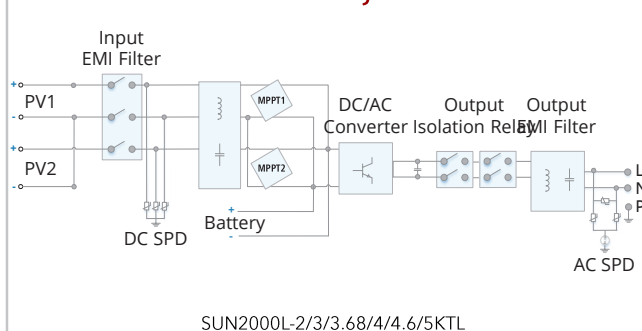 Input
EMI Filter
+
PV1
-
+
PV2
-
DC SPD
MPPT1
MPPT2
Battery
+
-
DC/AC
Converter
Output
Isolation Relay
Output
EMI Filter
L
N
P
AC SPD
SUN2000L-2/3/3.68/4/4.6/5KTL